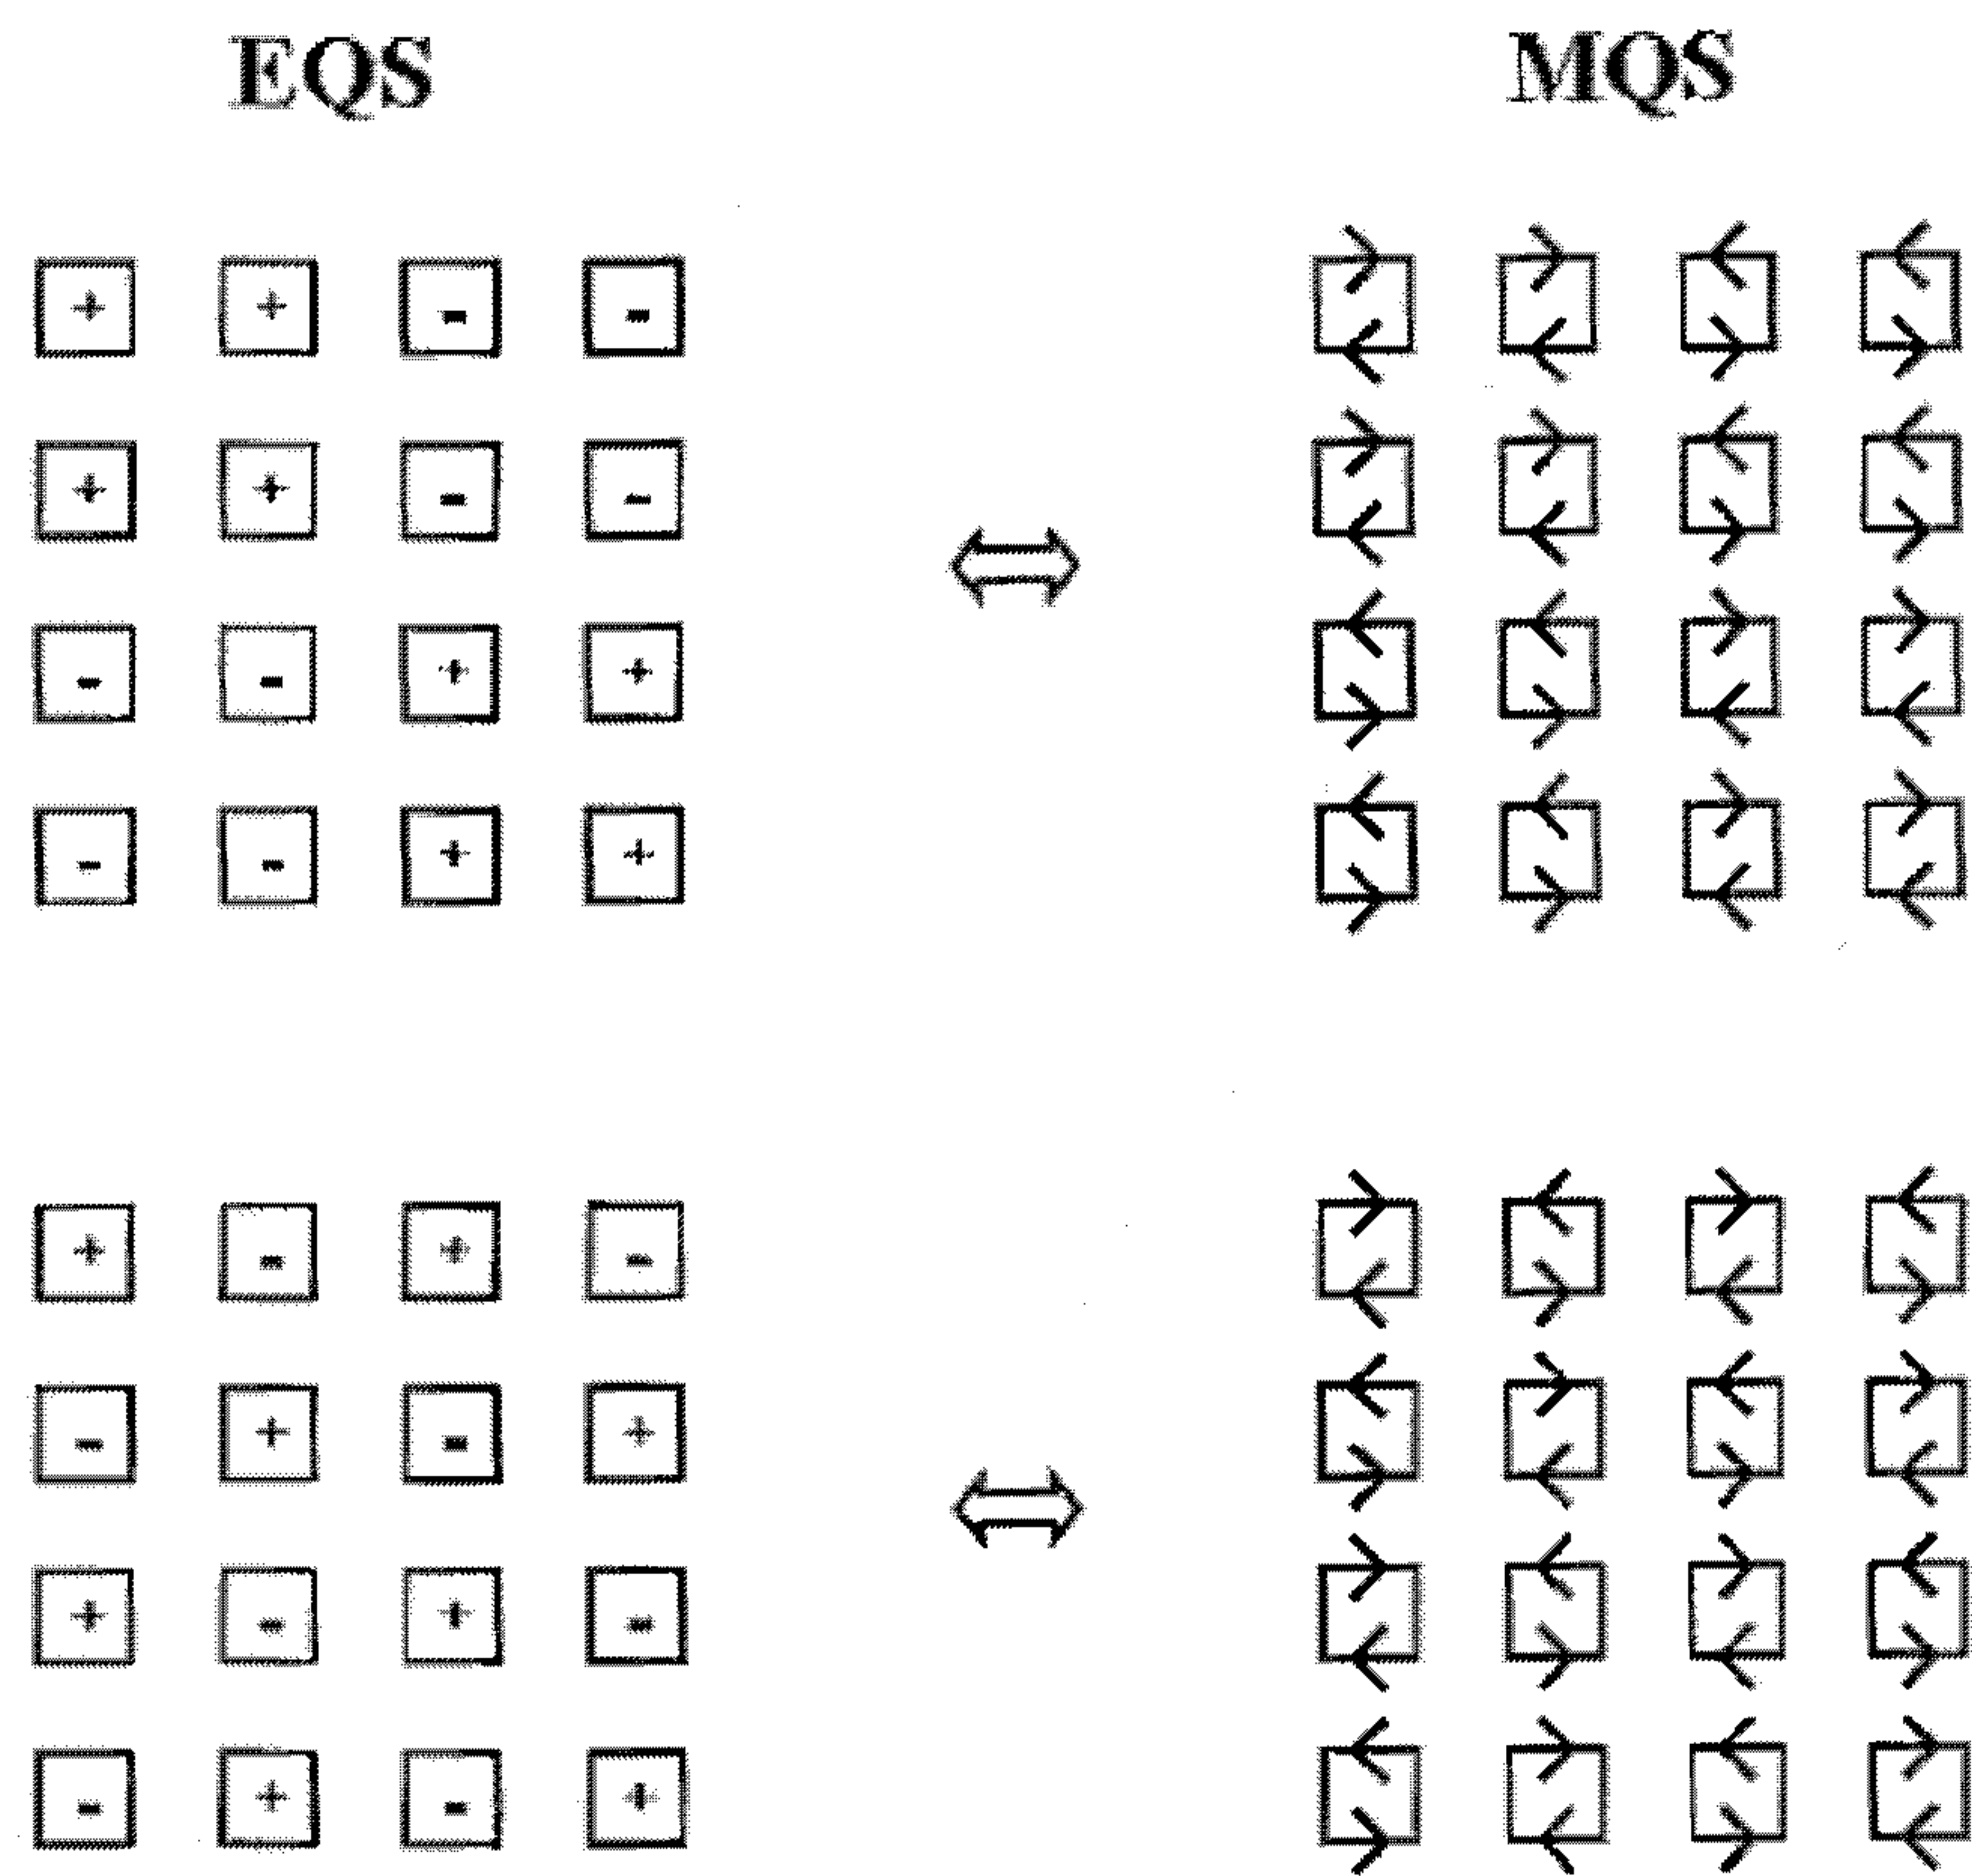 EQS MQS
+ + - -
+ + - -
- - + +
- - + +
+ - + -
- + - +
+ - + -
- + - +